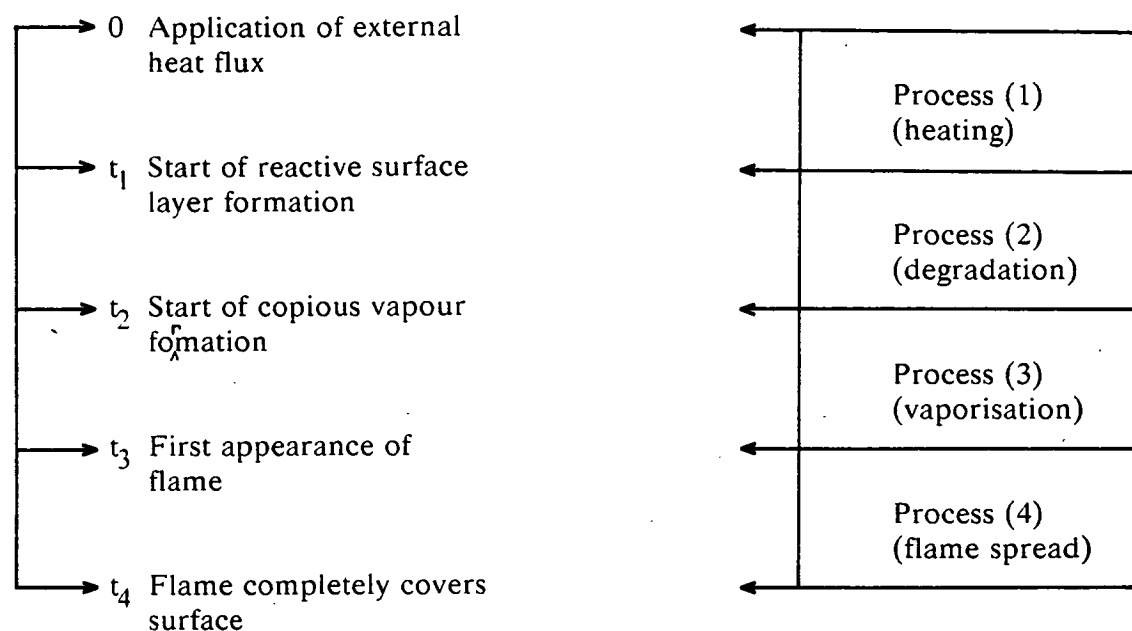 0 Application of external
heat flux
Process (1)
(heating)
t₁ Start of reactive surface
layer formation
Process (2)
(degradation)
t₂ Start of copious vapour
formation
Process (3)
(vaporisation)
t₃ First appearance of
flame
Process (4)
(flame spread)
t₄ Flame completely covers
surface